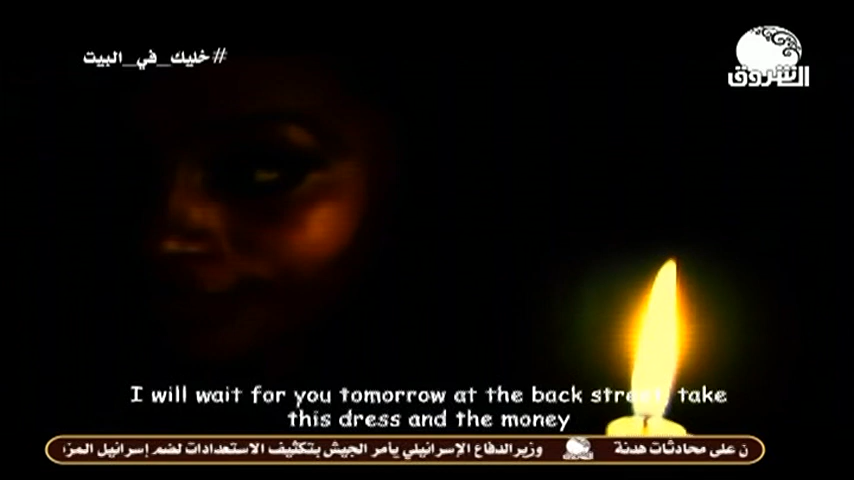 #خليك_في_البيت
الشروق
I will wait for you tomorrow at the back street, take
this dress and the money
ن على محادثات هدنة وزير الدفاع الإسرائيلي يأمر الجيش بتكثيف الاستعدادات لضم إسرائيل